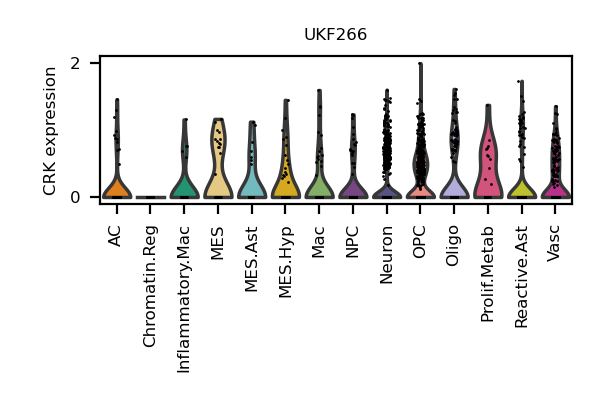 UKF266
CRK expression
2
0
AC
Chromatin.Reg
Inflammatory.Mac
MES
MES.Ast
MES.Hyp
Mac
NPC
Neuron
OPC
Oligo
Prolif.Metab
Reactive.Ast
Vasc